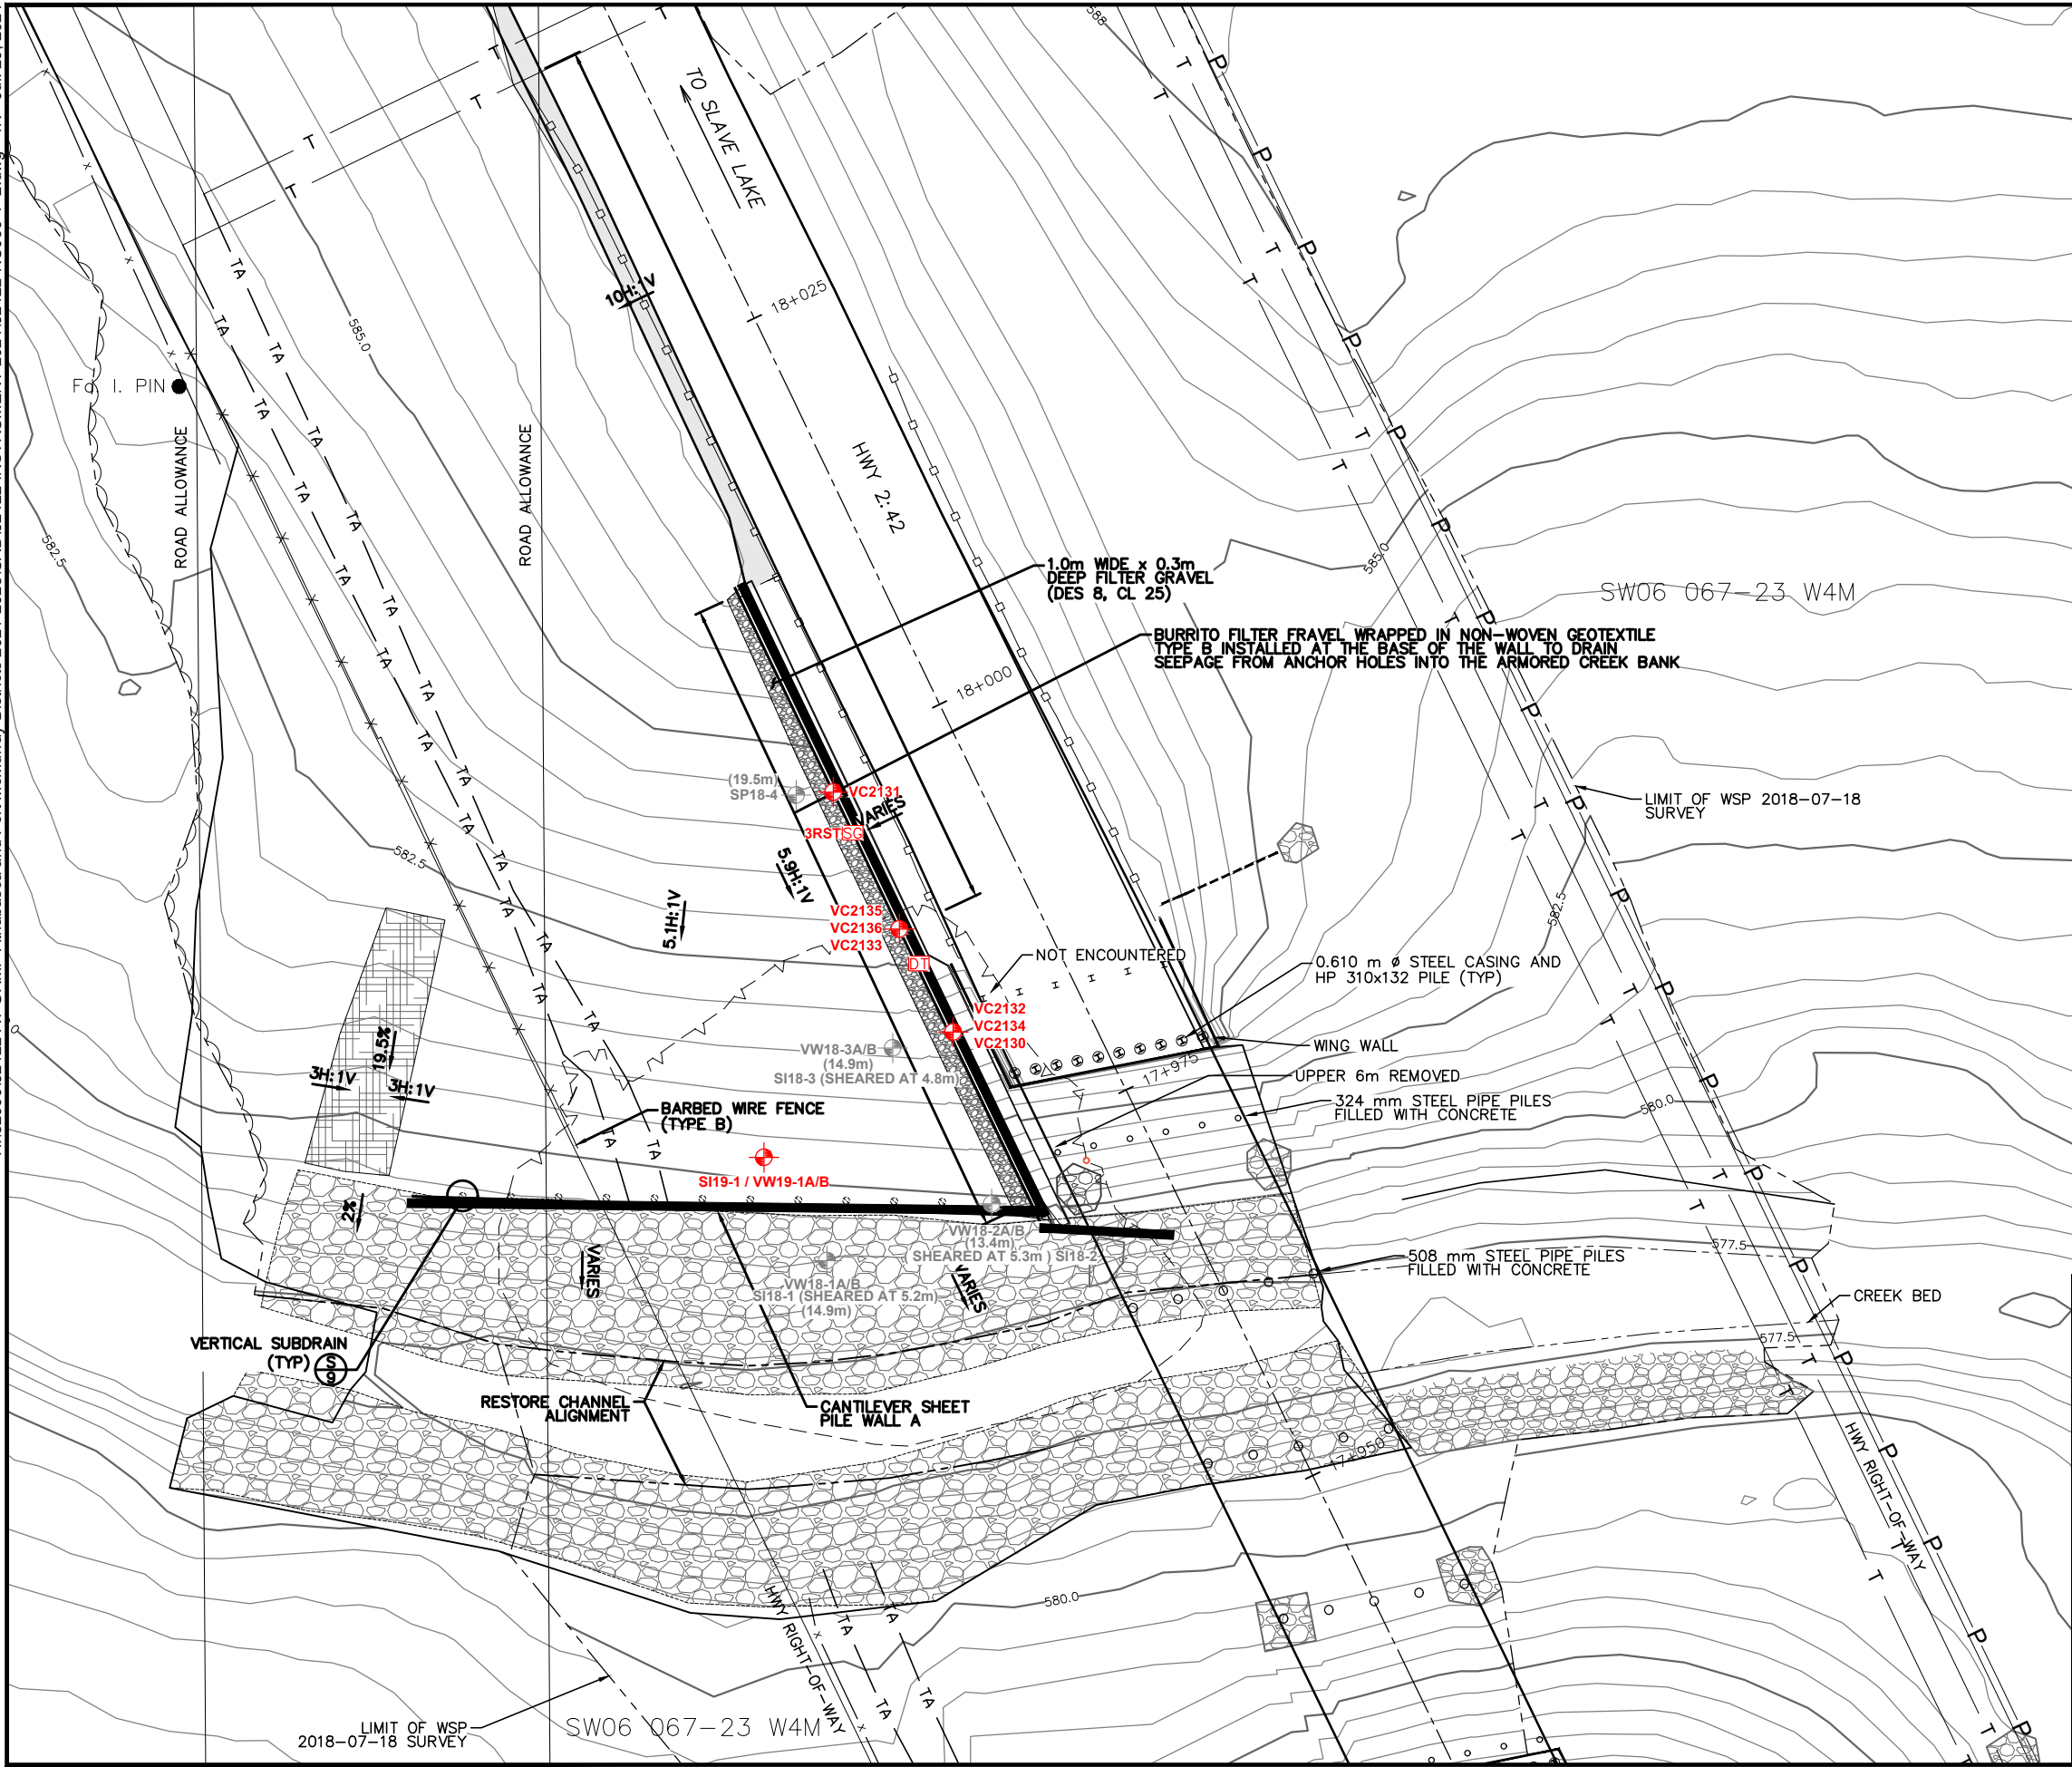 588
TO SLAVE LAKE
10H:1V
18+025
585.0
Fd. I. PIN
ROAD ALLOWANCE
ROAD ALLOWANCE
HWY 2:42
582.5
585.0
1.0m WIDE x 0.3m
DEEP FILTER GRAVEL
(DES 8, CL 25)
SW06 067-23 W4M
BURRITO FILTER FRAVEL WRAPPED IN NON-WOVEN GEOTEXTILE
TYPE B INSTALLED AT THE BASE OF THE WALL TO DRAIN
SEEPAGE FROM ANCHOR HOLES INTO THE ARMORED CREEK BANK
18+000
(19.5m)
SP18-4
VC2131
VARIES
3RST SG
LIMIT OF WSP 2018-07-18
SURVEY
582.5
5.9H:1V
5.1H:1V
VC2135
VC2136
VC2133
582.5
DT
NOT ENCOUNTERED
0.610 m ø STEEL CASING AND
HP 310x132 PILE (TYP)
VC2132
VC2134
VC2130
19.5%
3H:1V
3H:1V
VW18-3A/B
(14.9m)
SI18-3 (SHEARED AT 4.8m)
WING WALL
17+975
UPPER 6m REMOVED
324 mm STEEL PIPE PILES
FILLED WITH CONCRETE
580.0
BARBED WIRE FENCE
(TYPE B)
SI19-1 / VW19-1A/B
2%
VARIES
VW18-2A/B
(13.4m)
( SHEARED AT 5.3m ) SI18-2
VW18-1A/B
SI18-1 (SHEARED AT 5.2m)
(14.9m)
VARIES
577.5
508 mm STEEL PIPE PILES
FILLED WITH CONCRETE
CREEK BED
577.5
VERTICAL SUBDRAIN
(TYP)
S
9
RESTORE CHANNEL
ALIGNMENT
CANTILEVER SHEET
PILE WALL A
17+950
HWY RIGHT-OF-WAY
580.0
HWY RIGHT-OF-WAY
LIMIT OF WSP
2018-07-18 SURVEY
SW06 067-23 W4M